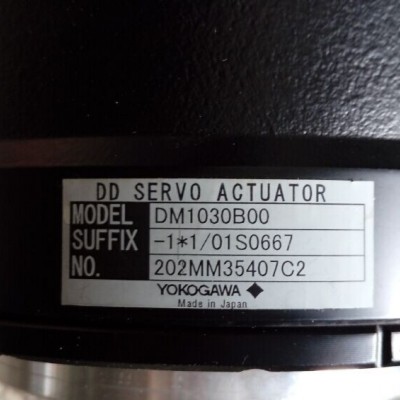 DD SERVO ACTUATOR
MODEL DM1030B00
SUFFIX -1*1/01S0667
NO. 202MM35407C2
YOKOGAWA
Made in Japan